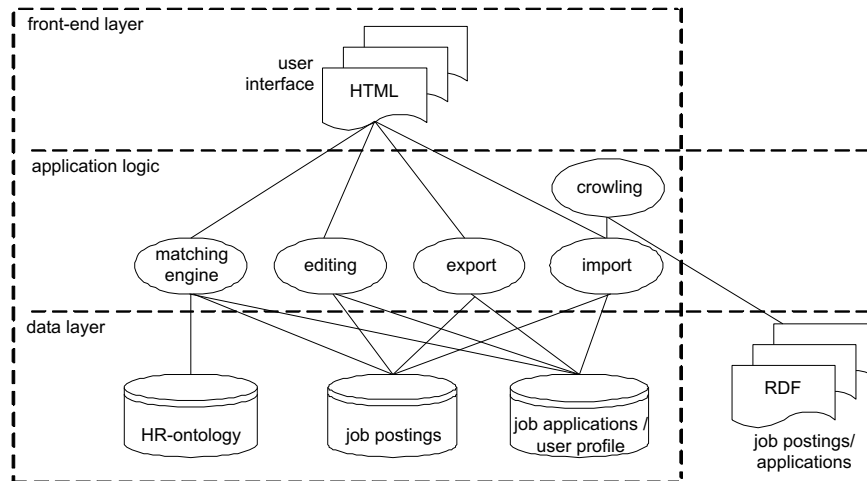 front-end layer
user
interface
HTML
application logic
crowling
matching
engine
editing
export
import
data layer
HR-ontology
job postings
job applications /
user profile
RDF
job postings/
applications